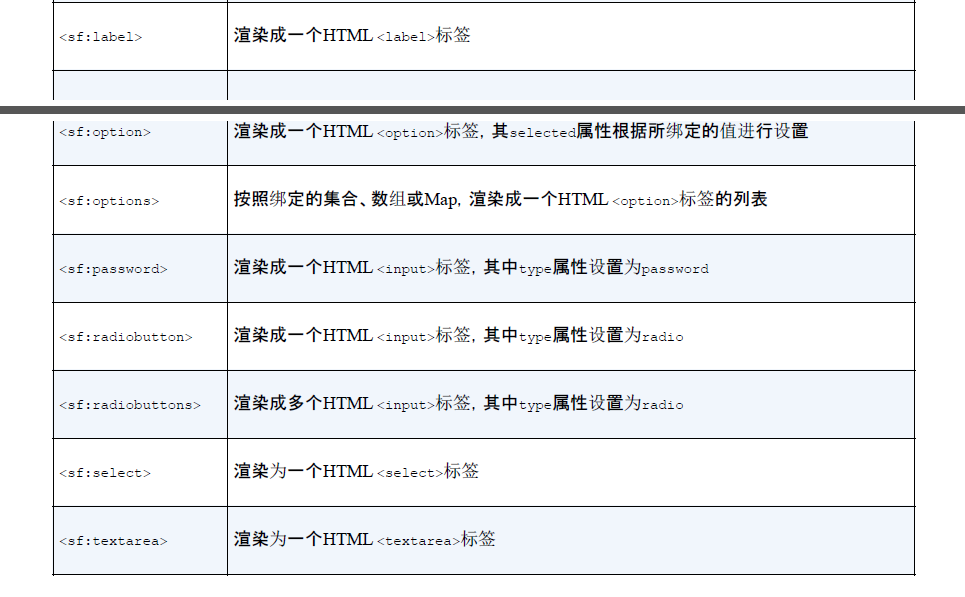 <sf:label> 渲染成一个HTML <label>标签
<sf:option> 渲染成一个HTML <option>标签, 其selected属性根据所绑定的值进行设置
<sf:options> 按照绑定的集合、数组或Map, 渲染成一个HTML <option>标签的列表
<sf:password> 渲染成一个HTML <input>标签, 其中type属性设置为password
<sf:radiobutton> 渲染成一个HTML <input>标签, 其中type属性设置为radio
<sf:radiobuttons> 渲染成多个HTML <input>标签, 其中type属性设置为radio
<sf:select> 渲染为一个HTML <select>标签
<sf:textarea> 渲染为一个HTML <textarea>标签